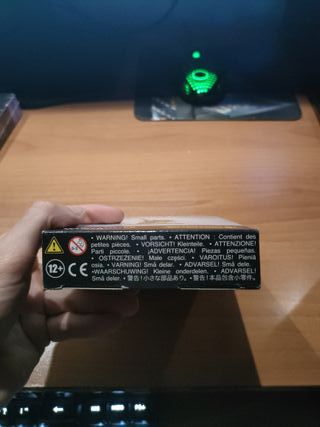 • WARNING! Small parts. • ATTENTION : Contient des
petites pièces. • VORSICHT! Kleinteile. • ATTENZIONE!
Parti piccole. • ¡ADVERTENCIA! Piezas pequeñas.
• OSTRZEŻENIE! Małe części. • VAROITUS! Pieniä
osia. • VARNING! Små delar. • ADVARSEL! Små dele.
•WAARSCHUWING! Kleine onderdelen. • ADVARSEL!
Små deler. •警告！小さな部品あり。•警告！本品包含小零件。
12+ CE